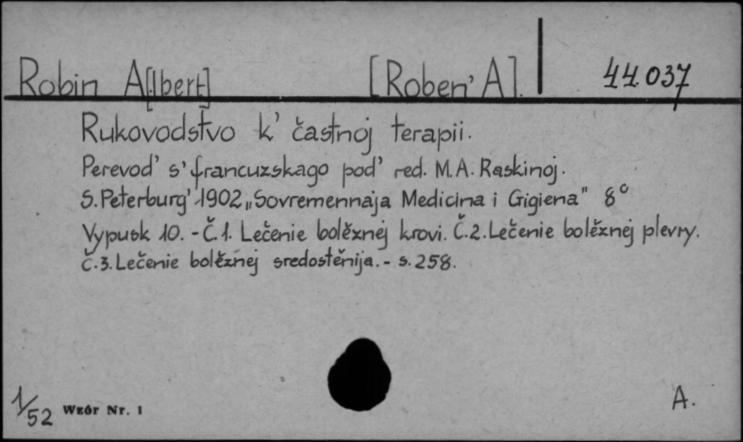 Robin A[lbert] [Roben' A]. 44.037
Rukovodstvo k' častnoj terapii.
Perevod' s' francuzskago pod' red. M.A. Raskinoj.
S. Peterburg' 1902 „Sovremennaja Medicina i Gigiena" 8°
Vypusk 10. - Č.1. Lečenie bolěznej krovi. Č.2. Lečenie bolěznej plevry.
Č.3. Lečenie bolěznej sredostěnija. - s. 258.
1/52 Wzór Nr. 1 A.